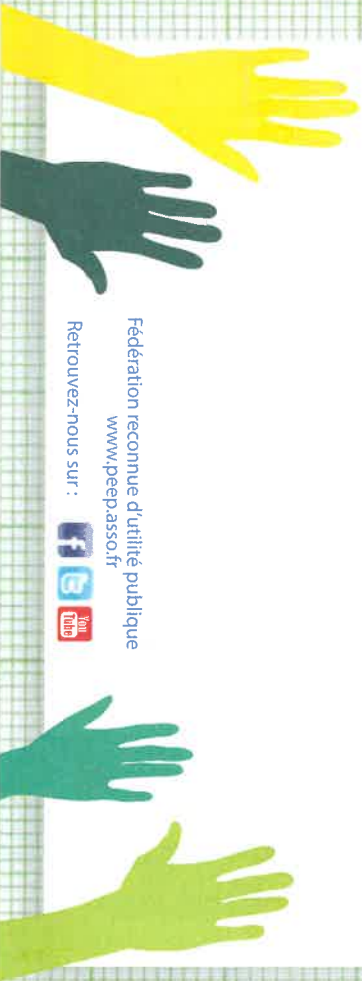 Fédération reconnue d'utilité publique
www.peep.asso.fr
Retrouvez-nous sur :
f
t
You
Tube